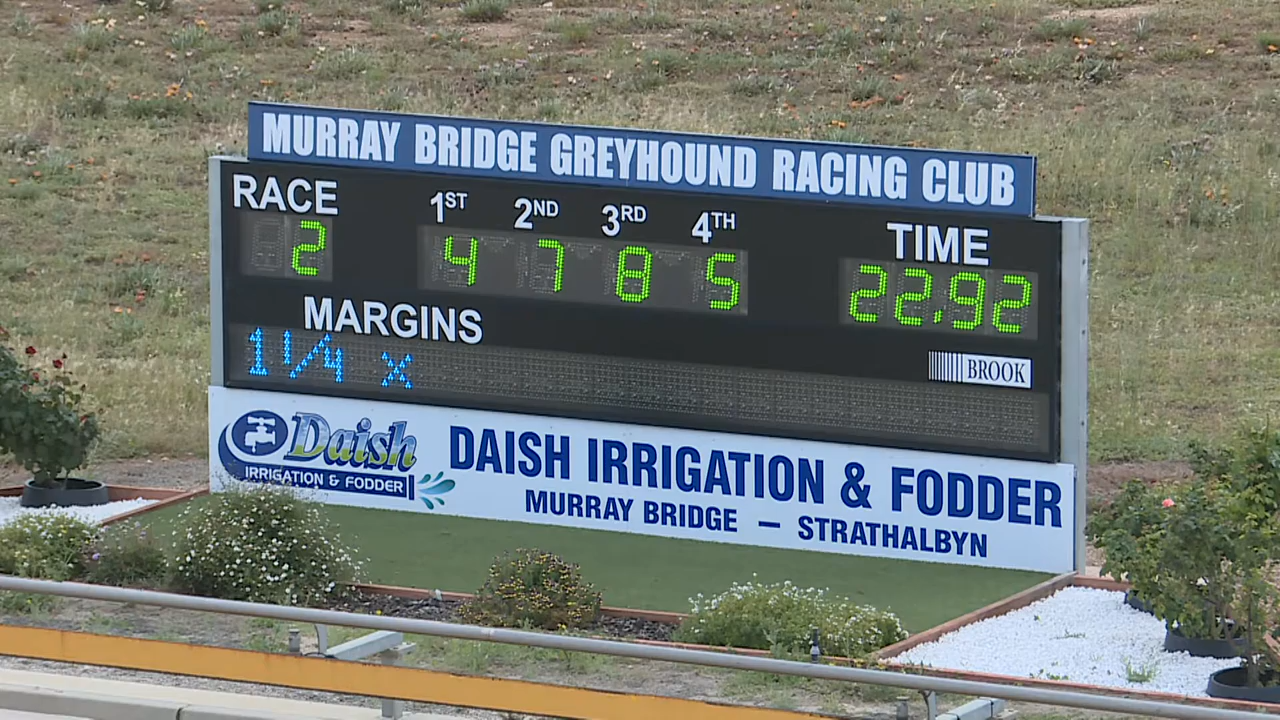 MURRAY BRIDGE GREYHOUND RACING CLUB
RACE 1ST 2ND 3RD 4TH TIME
2 4 7 8 5 22.92
MARGINS
1 1/4 x
BROOK
Daish
IRRIGATION & FODDER
DAISH IRRIGATION & FODDER
MURRAY BRIDGE – STRATHALBYN